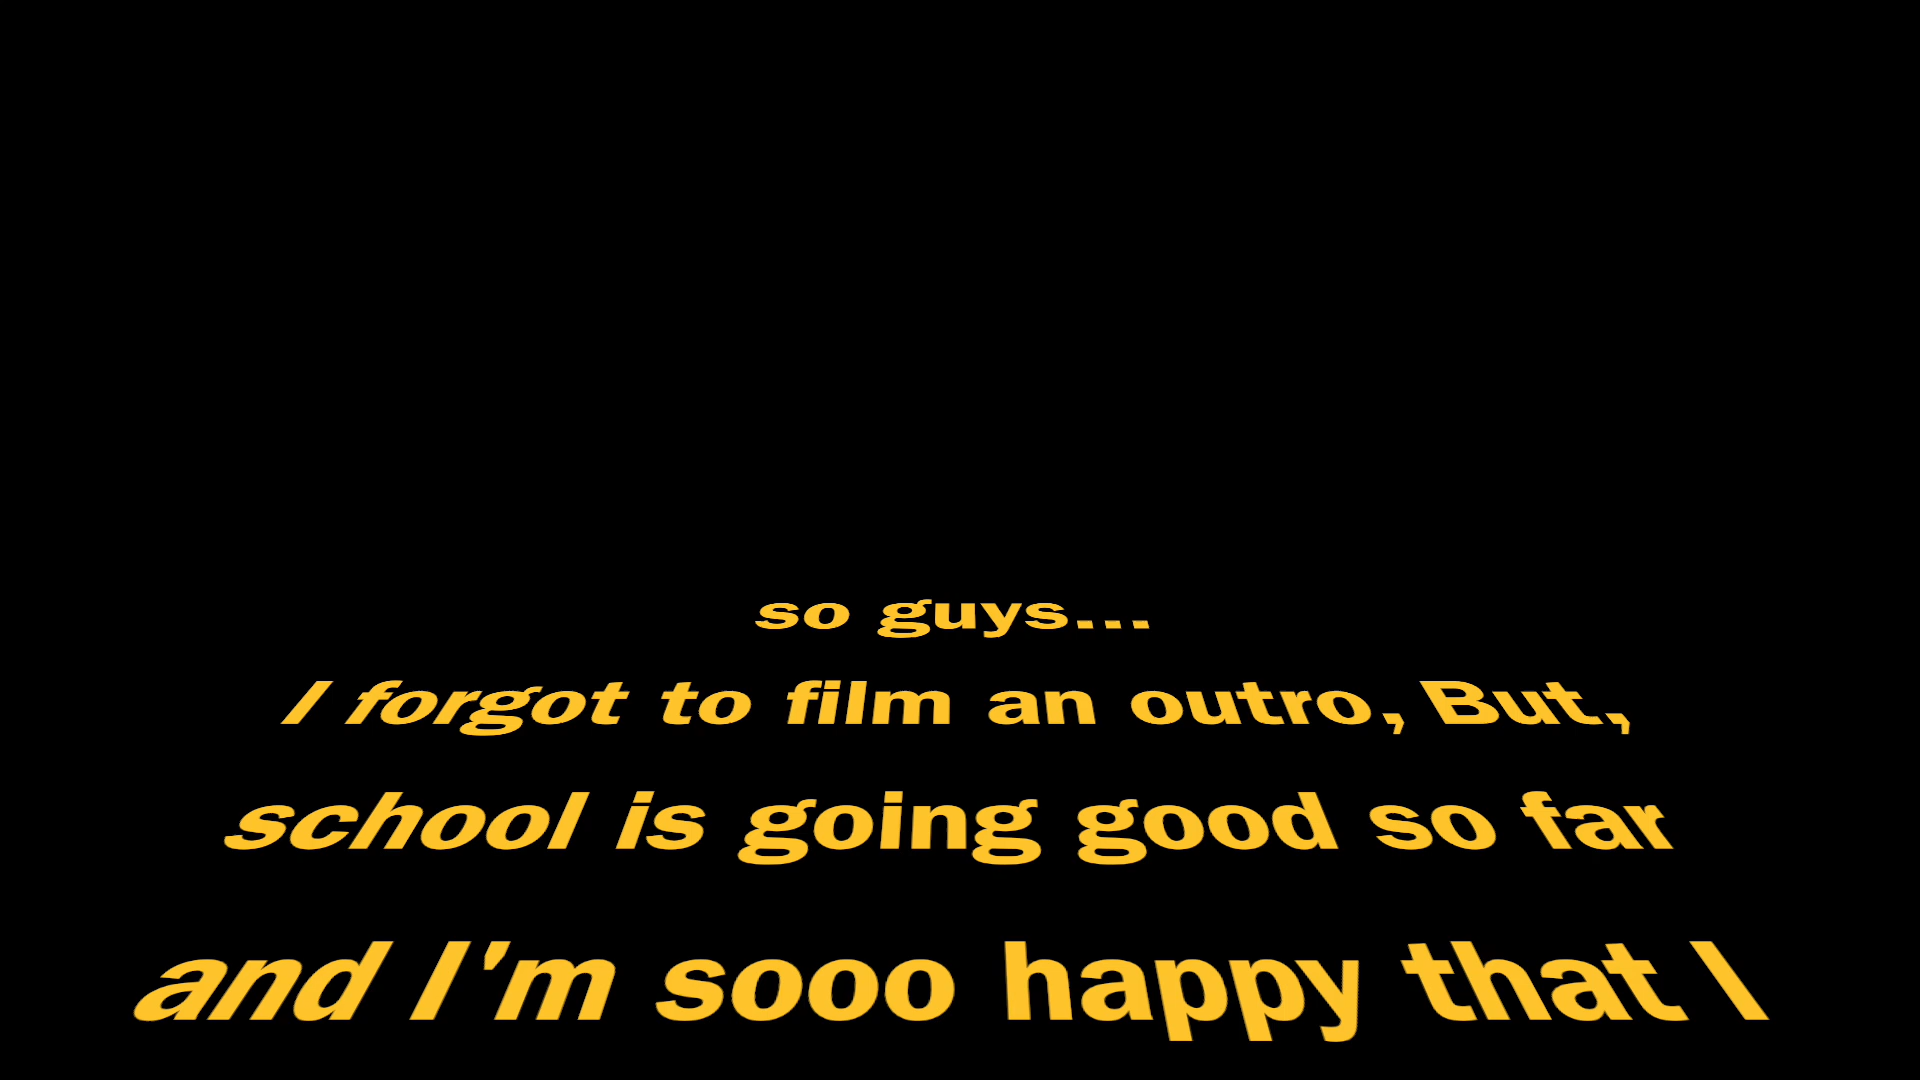 so guys...
I forgot to film an outro, But,
school is going good so far
and I'm sooo happy that I